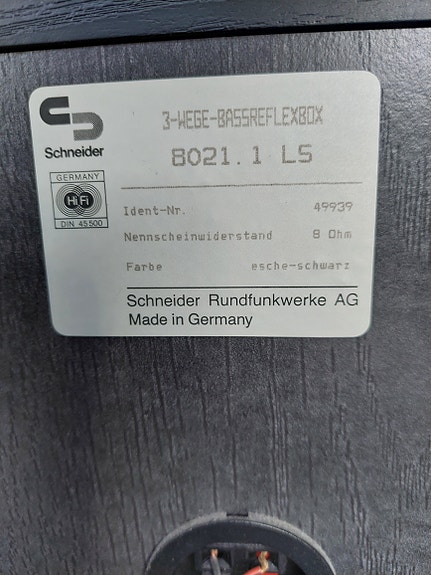 3-WEGE-BASSREFLEXBOX
Schneider
8021.1 LS
GERMANY
HiFi
DIN 45500
Ident-Nr. 49939
Nennscheinwiderstand 8 Ohm
Farbe esche-schwarz
Schneider Rundfunkwerke AG
Made in Germany